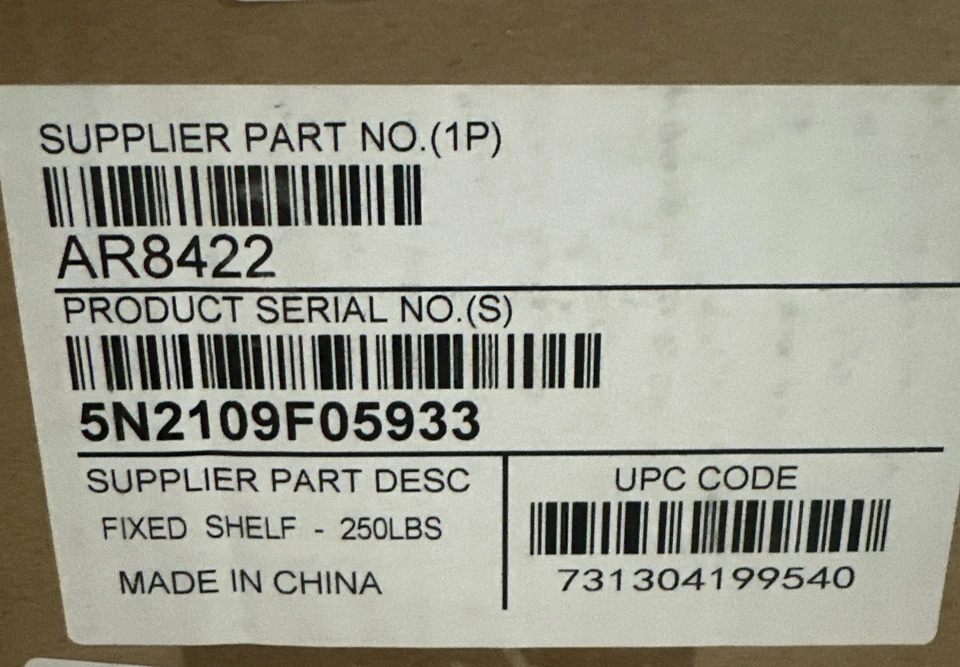 SUPPLIER PART NO.(1P)
AR8422
PRODUCT SERIAL NO.(S)
5N2109F05933
SUPPLIER PART DESC
FIXED SHELF - 250LBS
MADE IN CHINA
UPC CODE
731304199540